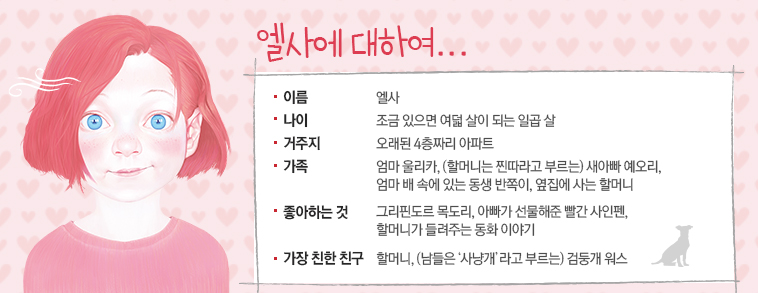 엘사에 대하여...
이름 엘사
나이 조금 있으면 여덟 살이 되는 일곱 살
거주지 오래된 4층짜리 아파트
가족 엄마 울리카, (할머니는 찐따라고 부르는) 새아빠 예오리,
엄마 배 속에 있는 동생 반쪽이, 옆집에 사는 할머니
좋아하는 것 그리핀도르 목도리, 아빠가 선물해준 빨간 사인펜,
할머니가 들려주는 동화 이야기
가장 친한 친구 할머니, (남들은 ‘사냥개’라고 부르는) 검둥개 워스